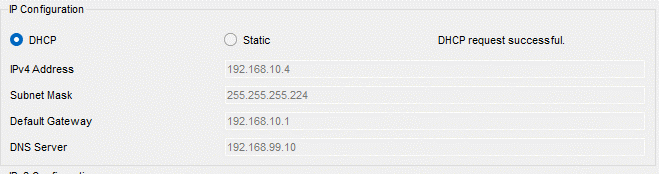 IP Configuration
DHCP Static DHCP request successful.
IPv4 Address 192.168.10.4
Subnet Mask 255.255.255.224
Default Gateway 192.168.10.1
DNS Server 192.168.99.10